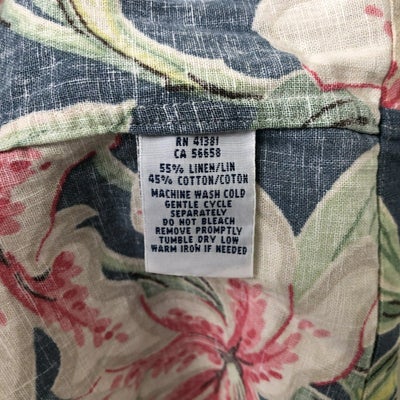 RN 41381
CA 56658
55% LINEN/LIN
45% COTTON/COTON
MACHINE WASH COLD
GENTLE CYCLE
SEPARATELY
DO NOT BLEACH
REMOVE PROMPTLY
TUMBLE DRY LOW
WARM IRON IF NEEDED